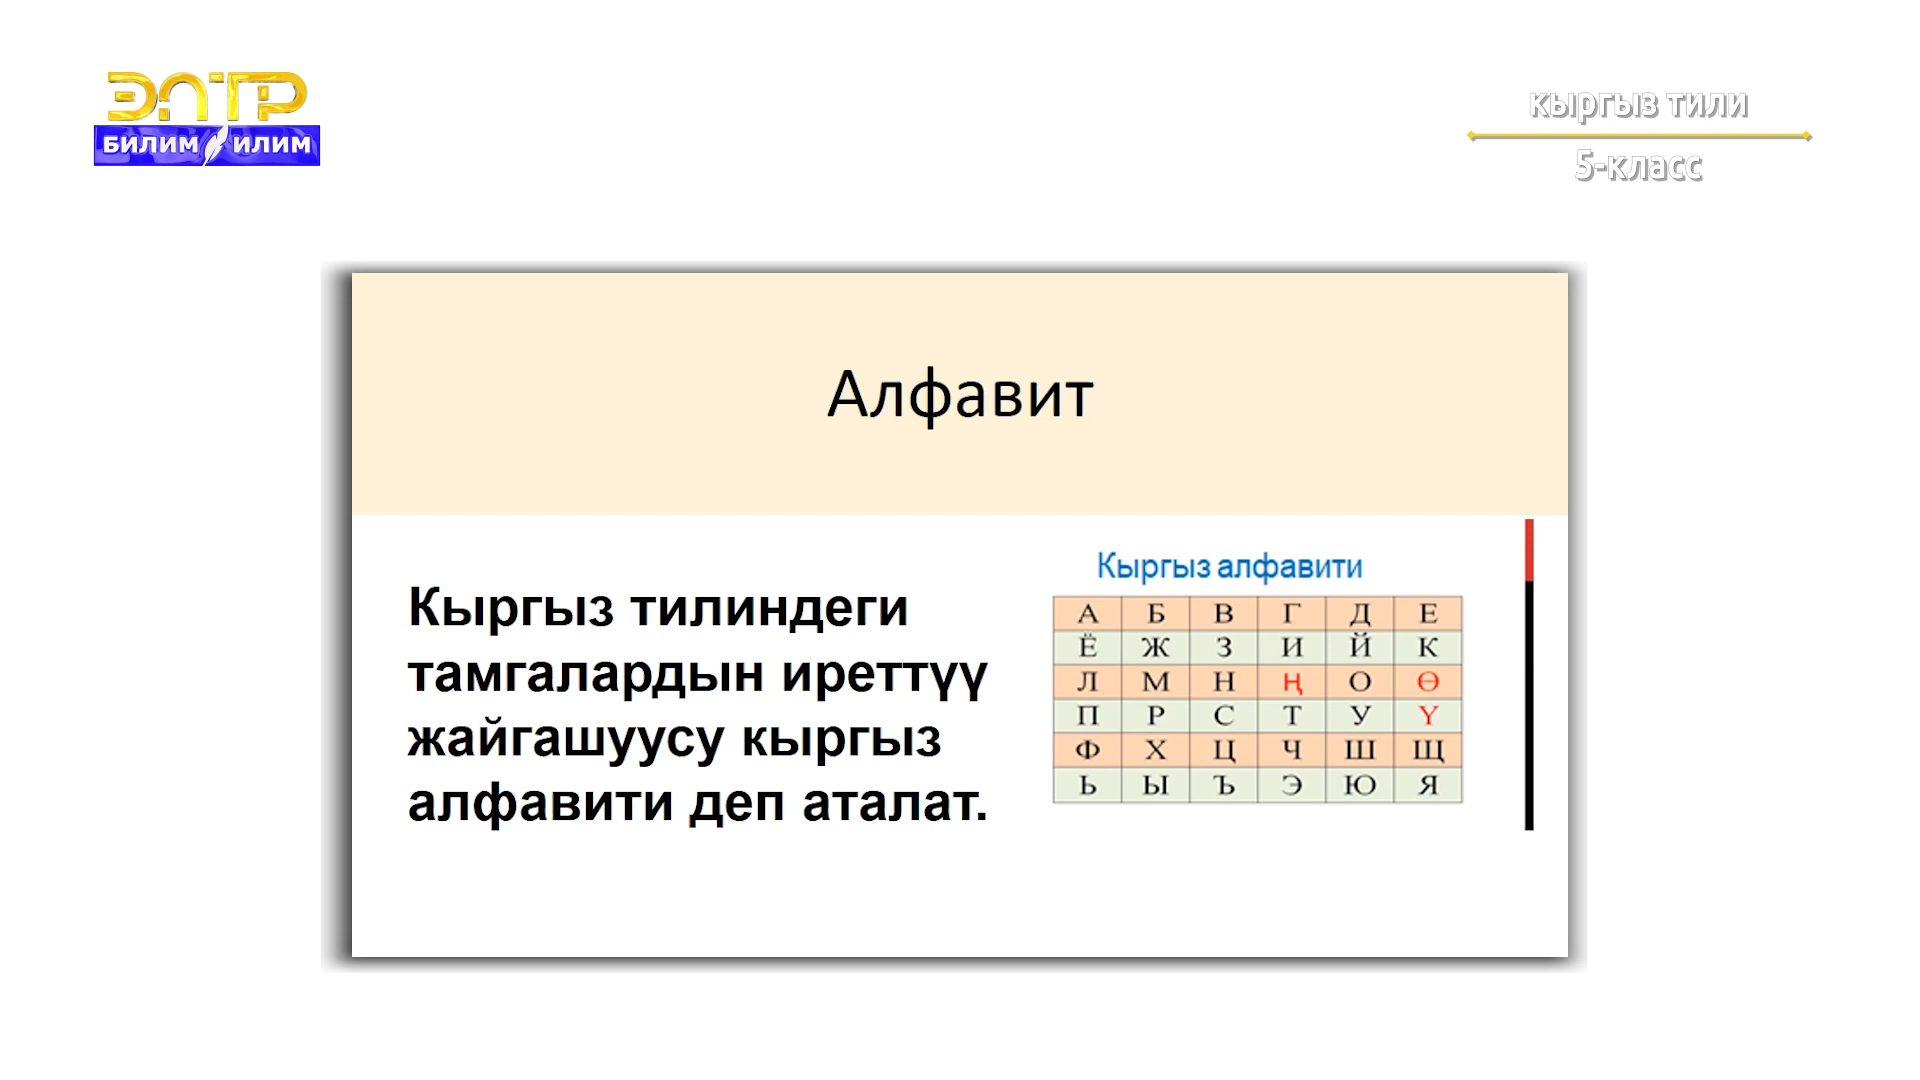 ЭЛТР
БИЛИМ ИЛИМ
кыргыз тили
5-класс
Алфавит
Кыргыз тилиндеги
тамгалардын иреттүү
жайгашуусу кыргыз
алфавити деп аталат.
Кыргыз алфавити
А Б В Г Д Е
Ё Ж З И Й К
Л М Н ң О Ө
П Р С Т У Ү
Ф Х Ц Ч Ш Щ
Ь Ы Ъ Э Ю Я